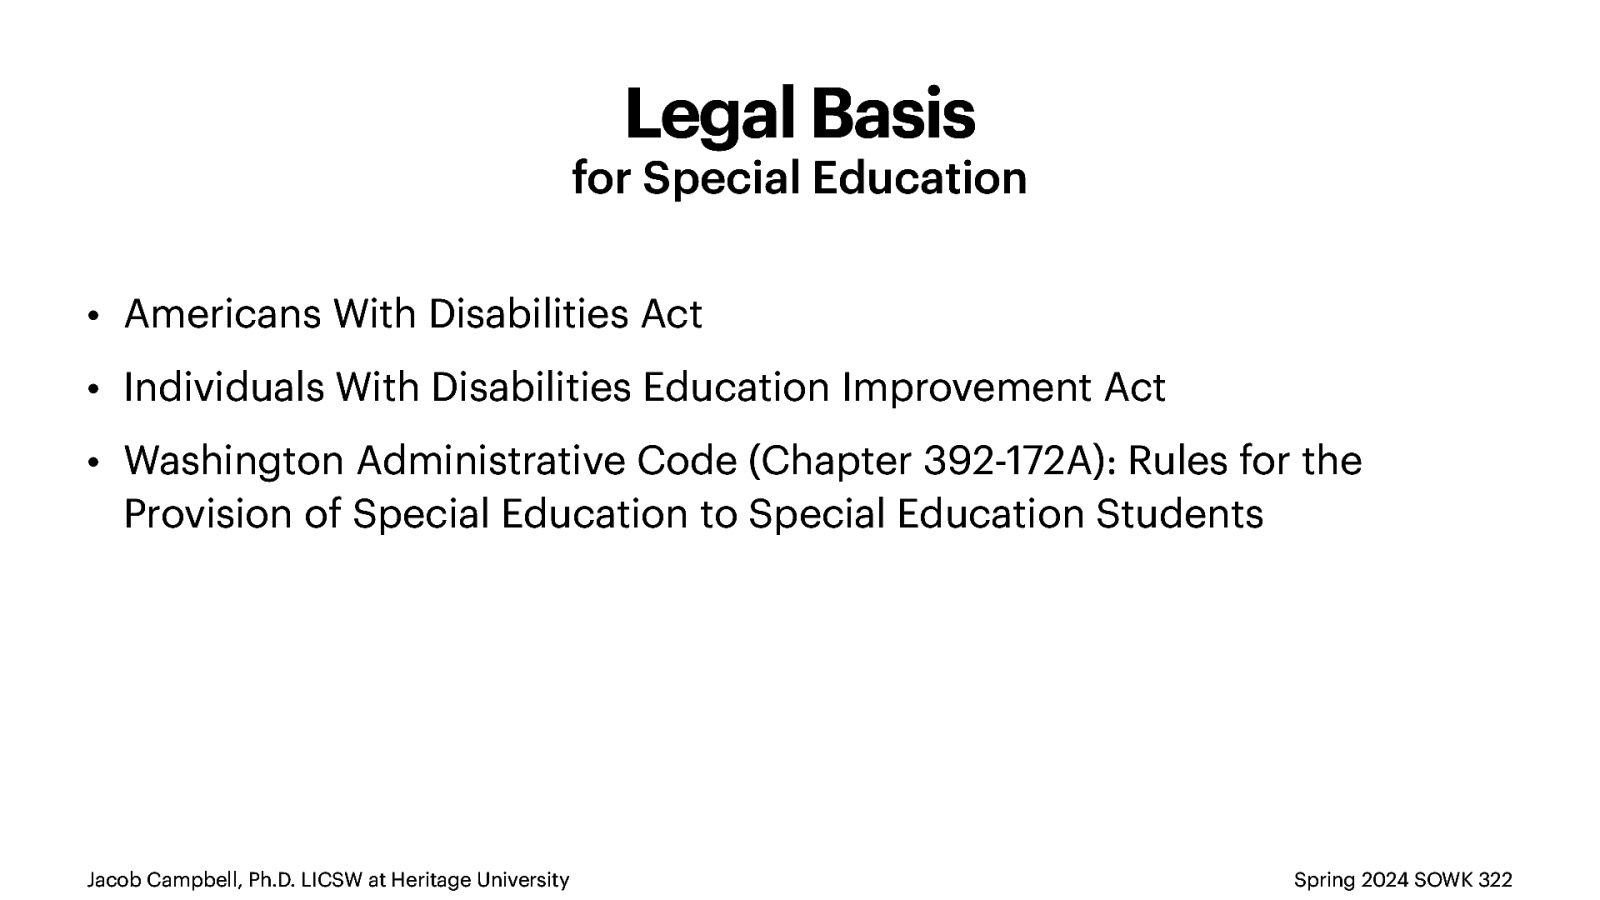 Legal Basis
for Special Education
• Americans With Disabilities Act
• Individuals With Disabilities Education Improvement Act
• Washington Administrative Code (Chapter 392-172A): Rules for the
Provision of Special Education to Special Education Students
Jacob Campbell, Ph.D. LICSW at Heritage University
Spring 2024 SOWK 322